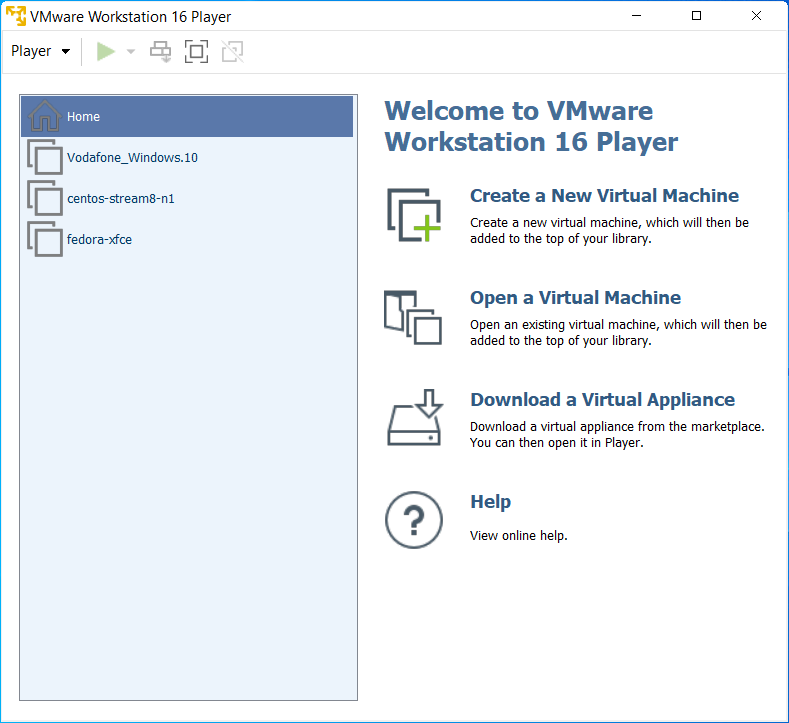 VMware Workstation 16 Player
Player
Home
Vodafone_Windows.10
centos-stream8-n1
fedora-xfce
Welcome to VMware
Workstation 16 Player
Create a New Virtual Machine
Create a new virtual machine, which will then be
added to the top of your library.
Open a Virtual Machine
Open an existing virtual machine, which will then be
added to the top of your library.
Download a Virtual Appliance
Download a virtual appliance from the marketplace.
You can then open it in Player.
?
Help
View online help.